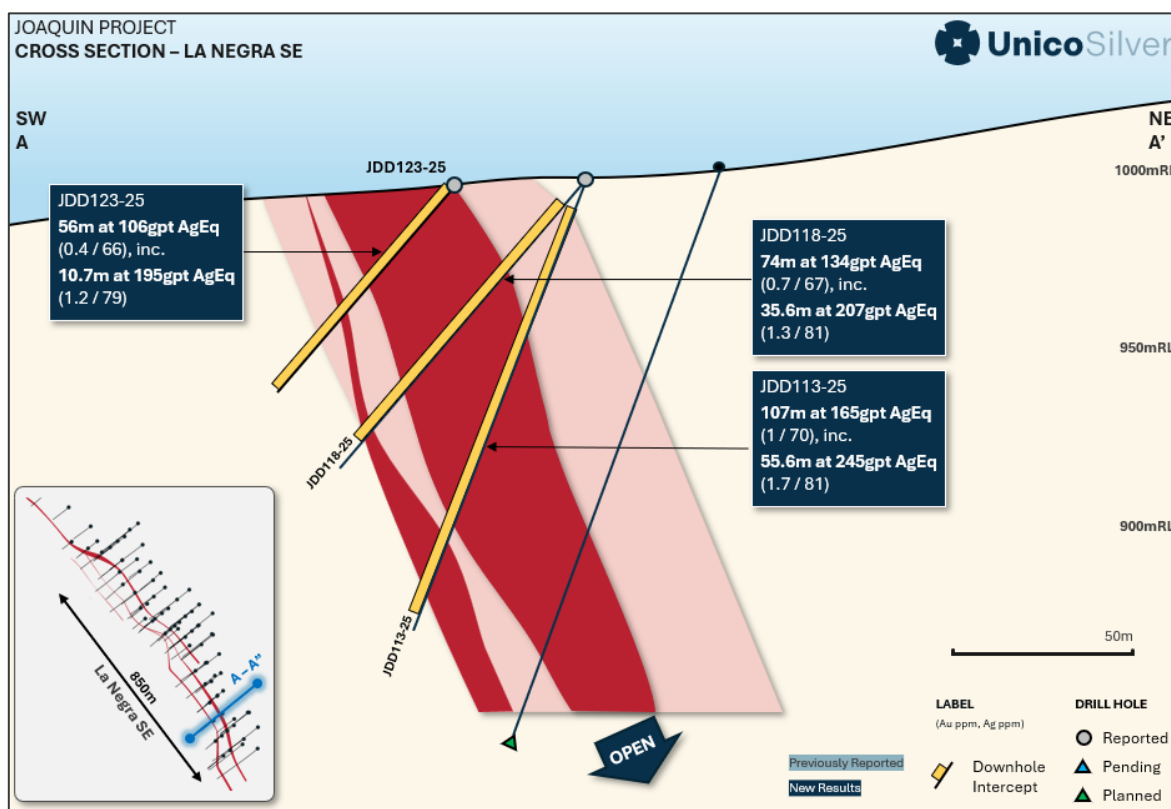 JOAQUIN PROJECT
CROSS SECTION – LA NEGRA SE
UnicoSilver
SW
A
NE
A'
JDD123-25
1000mRL
JDD123-25
56m at 106gpt AgEq
(0.4 / 66), inc.
10.7m at 195gpt AgEq
(1.2 / 79)
JDD118-25
74m at 134gpt AgEq
(0.7 / 67), inc.
35.6m at 207gpt AgEq
(1.3 / 81)
950mRL
JDD113-25
107m at 165gpt AgEq
(1 / 70), inc.
55.6m at 245gpt AgEq
(1.7 / 81)
JDD118-25
900mRL
JDD113-25
850m
La Negra SE
A – A"
50m
OPEN
LABEL
(Au ppm, Ag ppm)
DRILL HOLE
Reported
Previously Reported
New Results
Downhole
Intercept
Pending
Planned